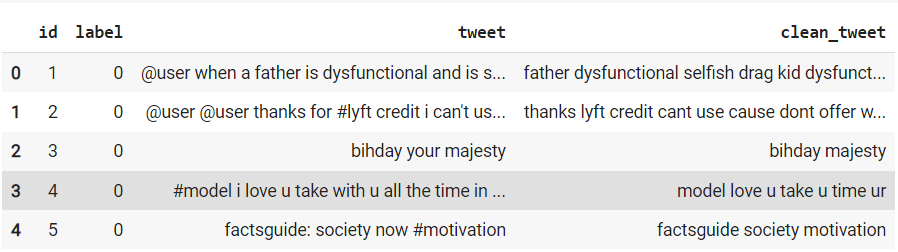 id label tweet clean_tweet
0 1 0 @user when a father is dysfunctional and is s... father dysfunctional selfish drag kid dysfunct...
1 2 0 @user @user thanks for #lyft credit i can't us... thanks lyft credit cant use cause dont offer w...
2 3 0 bihday your majesty bihday majesty
3 4 0 #model i love u take with u all the time in ... model love u take u time ur
4 5 0 factsguide: society now #motivation factsguide society motivation